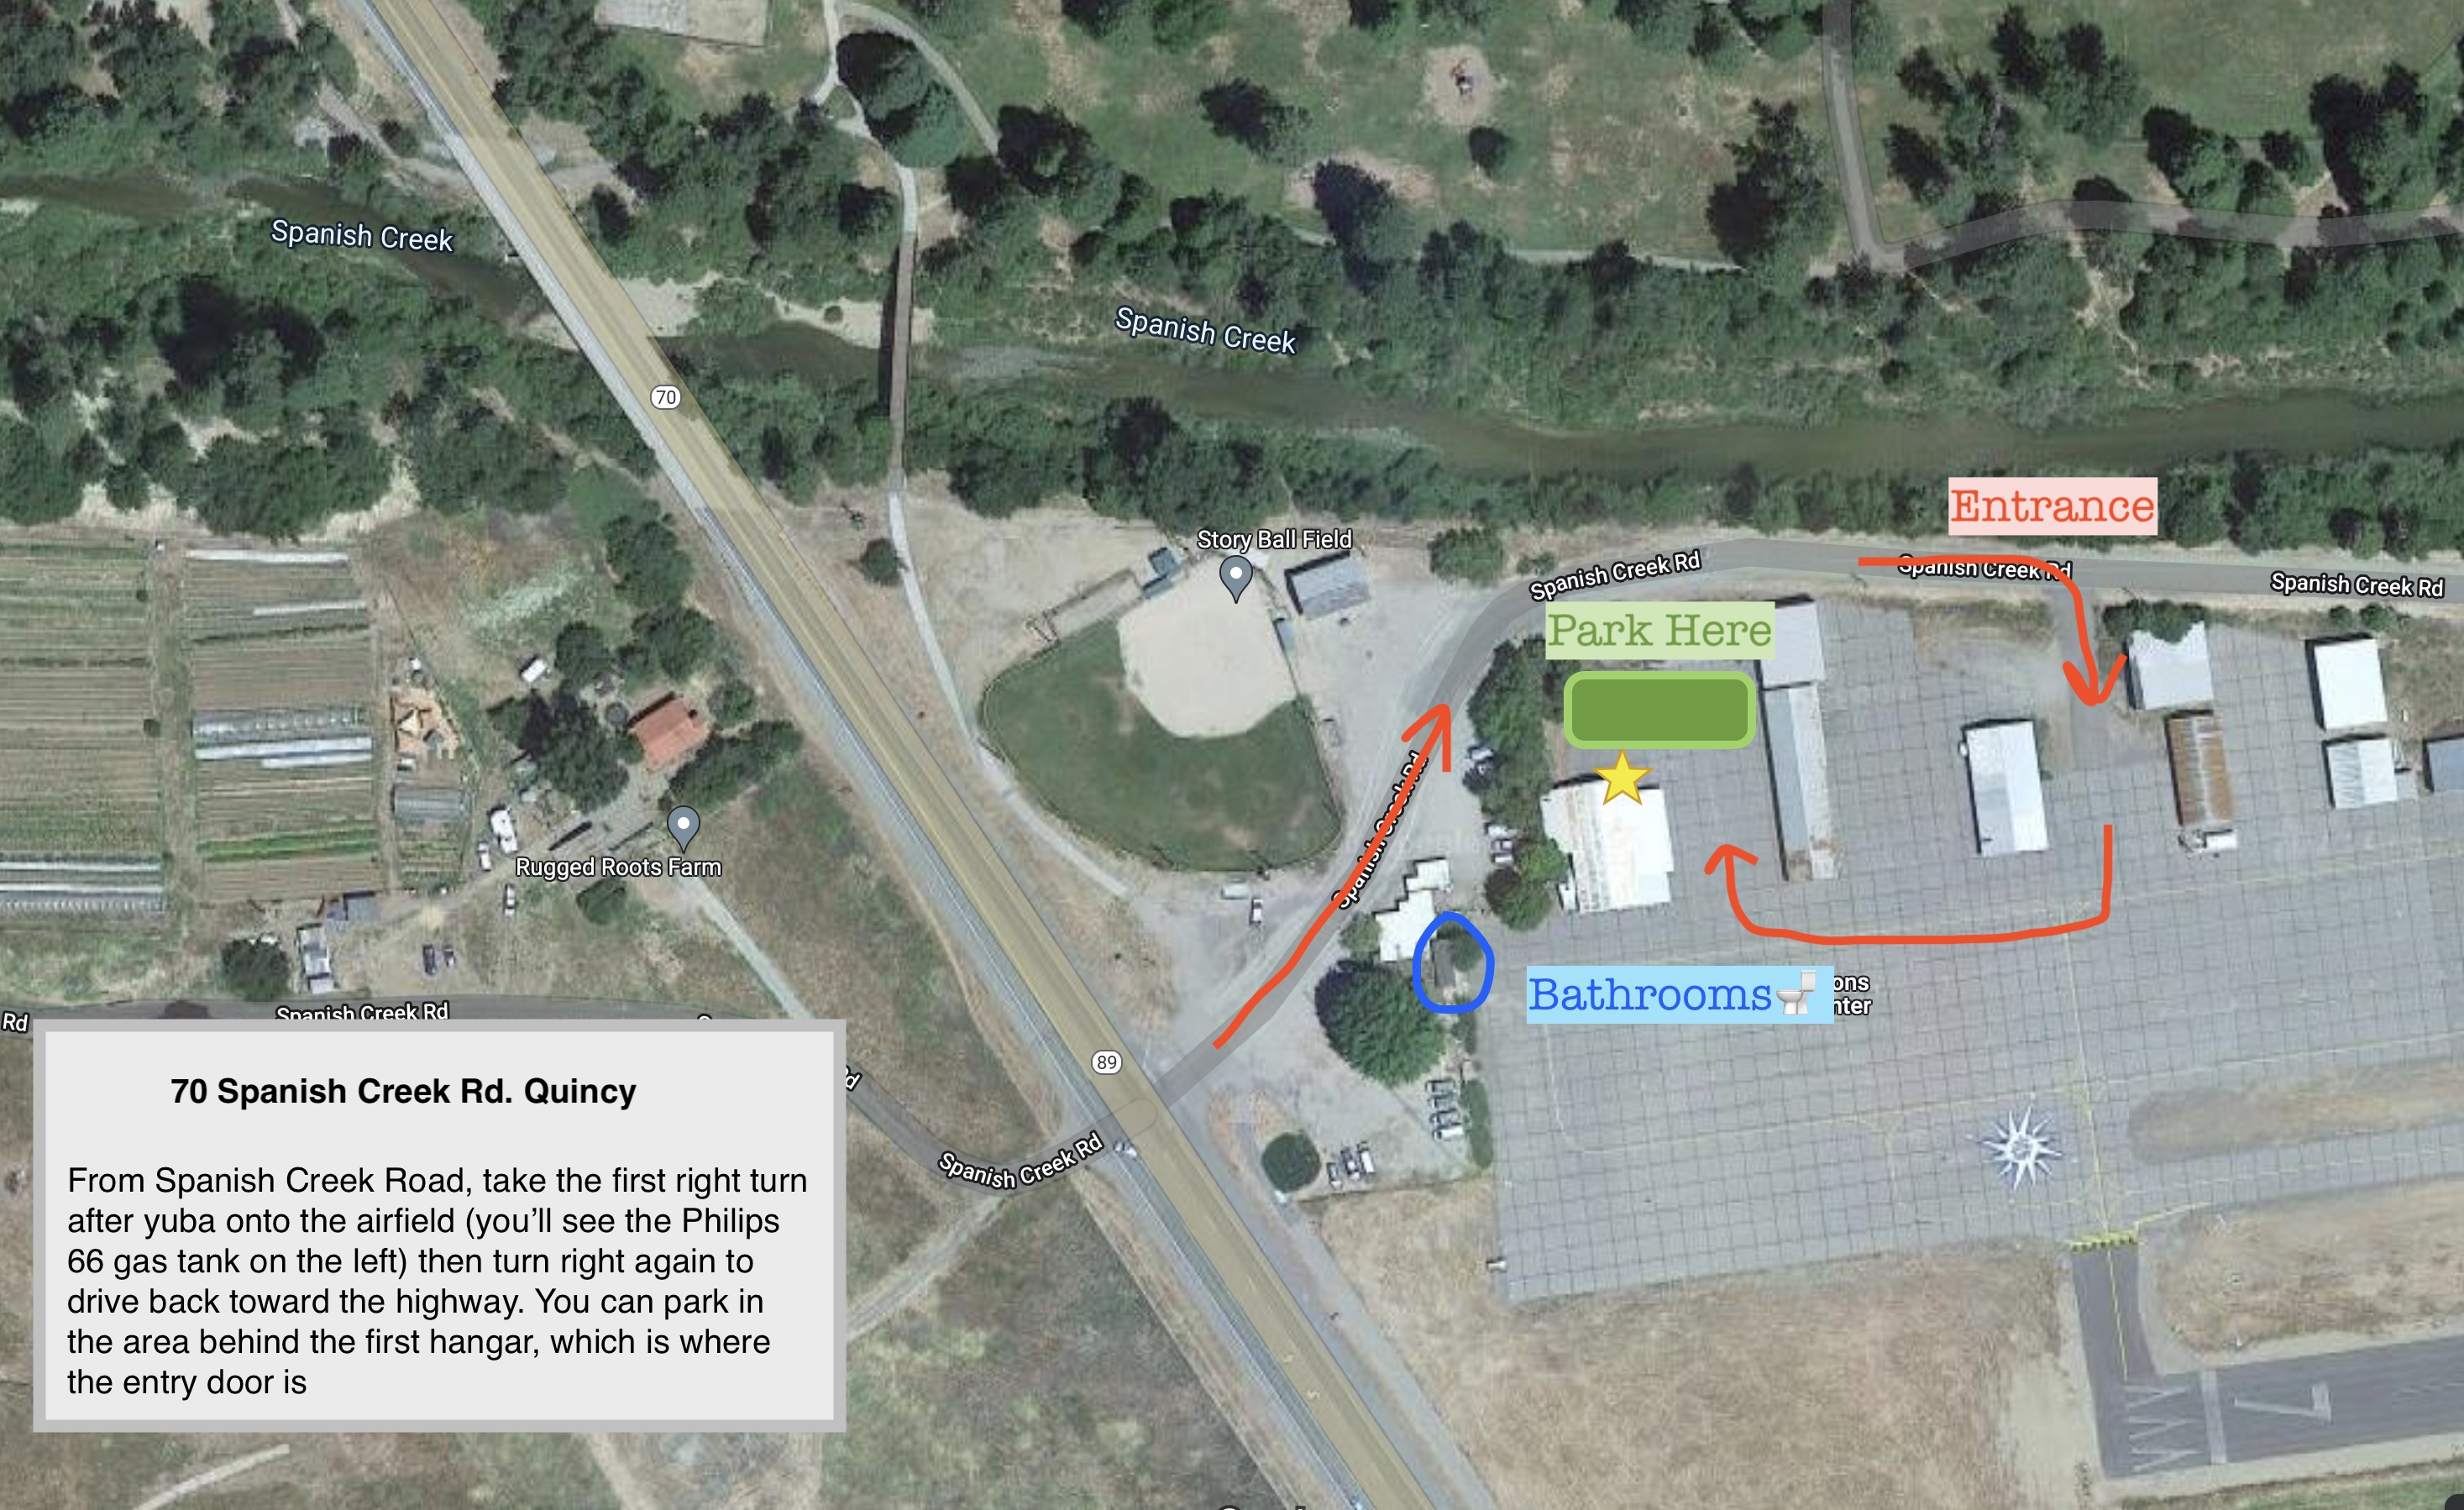 Spanish Creek
Spanish Creek
70
Story Ball Field
Entrance
Spanish Creek Rd
Spanish Creek Rd
Spanish Creek Rd
Park Here
Spanish Creek Rd
Rugged Roots Farm
Bathrooms
ons
nter
Spanish Creek Rd
Rd
Rd
89
Spanish Creek Rd
70 Spanish Creek Rd. Quincy
From Spanish Creek Road, take the first right turn
after yuba onto the airfield (you’ll see the Philips
66 gas tank on the left) then turn right again to
drive back toward the highway. You can park in
the area behind the first hangar, which is where
the entry door is